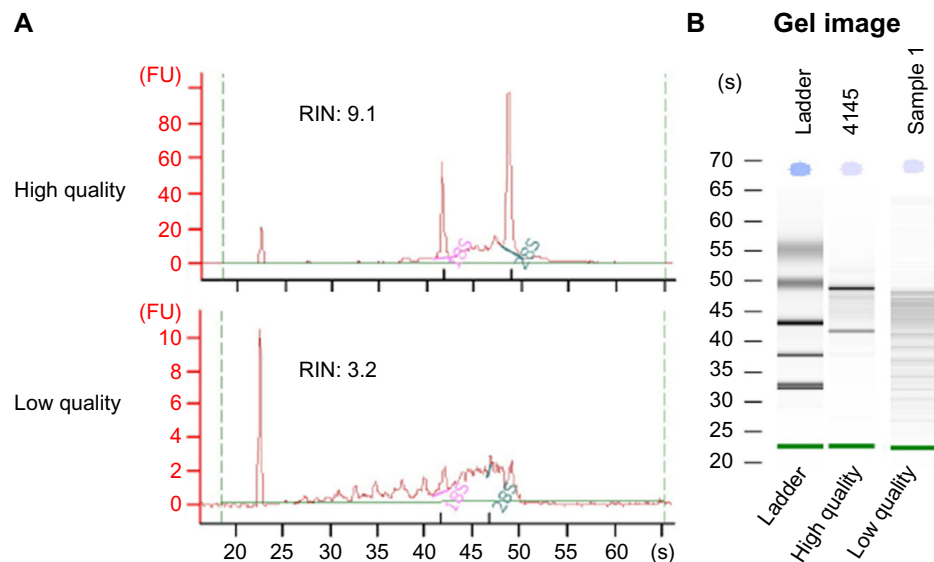 A
(FU)
80
60
40
20
0
RIN: 9.1
High quality
18S
28S
(FU)
10
8
6
4
2
0
RIN: 3.2
Low quality
18S
28S
20 25 30 35 40 45 50 55 60 (s)
B Gel image
(s)
Ladder
4145
Sample 1
70
65
60
55
50
45
40
35
30
25
20
Ladder
High quality
Low quality